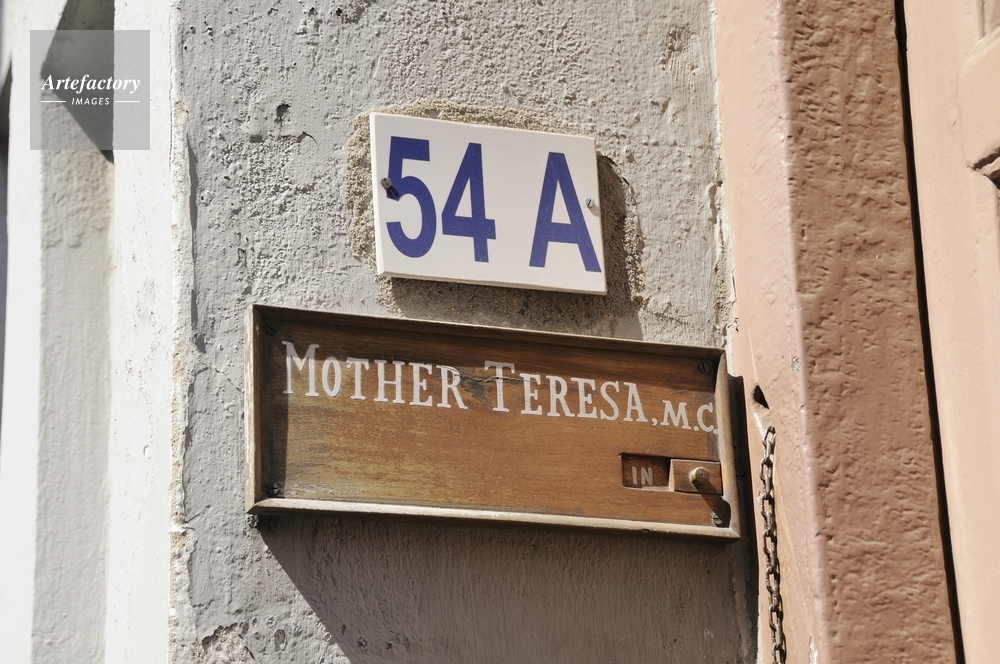 Artefactory
IMAGES
54 A
MOTHER TERESA, M.C.
IN